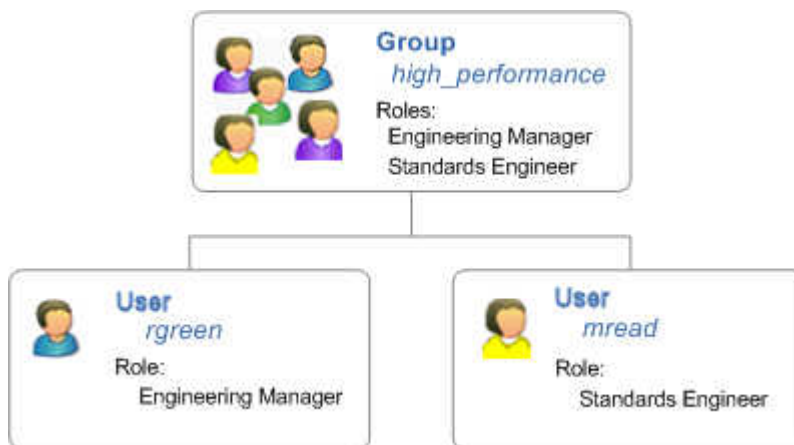 Group
high_performance
Roles:
Engineering Manager
Standards Engineer
User
rgreen
Role:
Engineering Manager
User
mread
Role:
Standards Engineer